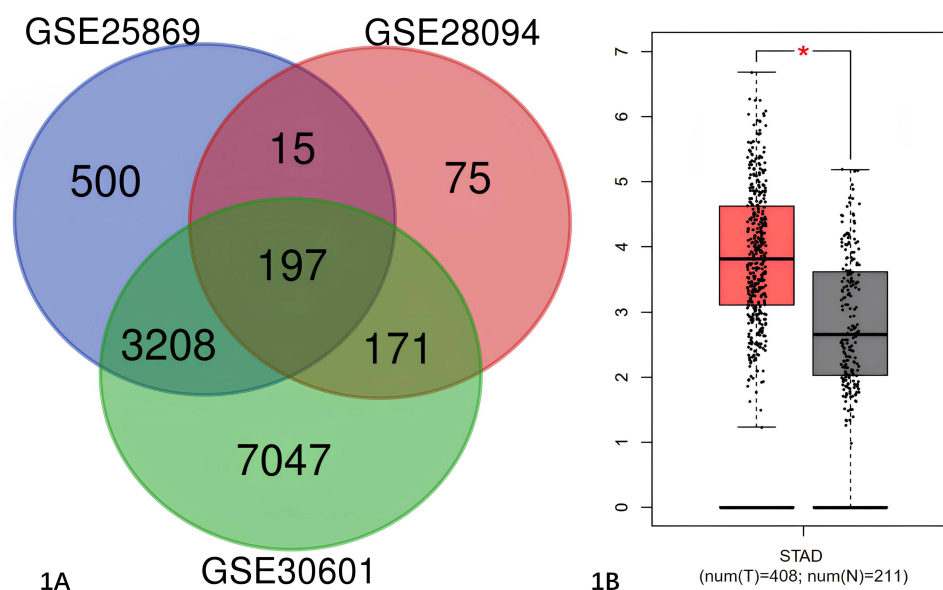 GSE25869
GSE28094
500
15
75
197
3208
171
7047
GSE30601
1A
7
6
5
4
3
2
1
0
*
STAD
(num(T)=408; num(N)=211)
1B